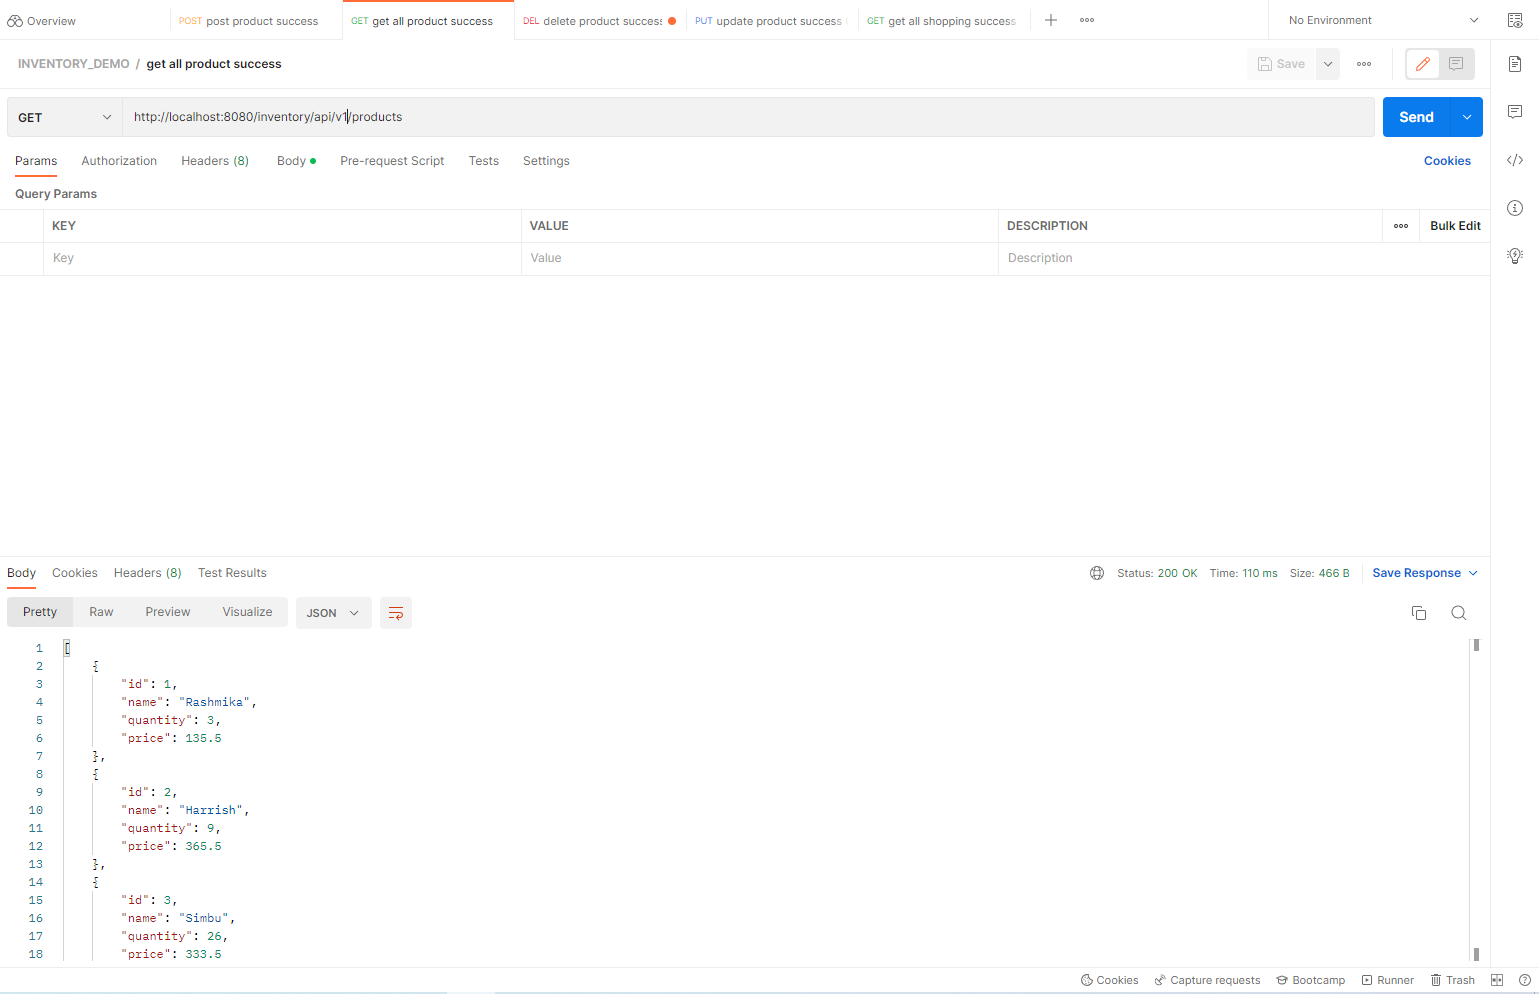 Overview
POST post product success
GET get all product success
DEL delete product success
PUT update product success
GET get all shopping success
No Environment
INVENTORY_DEMO / get all product success
Save
GET
http://localhost:8080/inventory/api/v1/products
Send
Params Authorization Headers (8) Body Pre-request Script Tests Settings Cookies
Query Params
KEY VALUE DESCRIPTION Bulk Edit
Key Value Description
Body Cookies Headers (8) Test Results Status: 200 OK Time: 110 ms Size: 466 B Save Response
Pretty Raw Preview Visualize JSON
1 [
2 {
3 "id": 1,
4 "name": "Rashmika",
5 "quantity": 3,
6 "price": 135.5
7 },
8 {
9 "id": 2,
10 "name": "Harrish",
11 "quantity": 9,
12 "price": 365.5
13 },
14 {
15 "id": 3,
16 "name": "Simbu",
17 "quantity": 26,
18 "price": 333.5
Cookies Capture requests Bootcamp Runner Trash